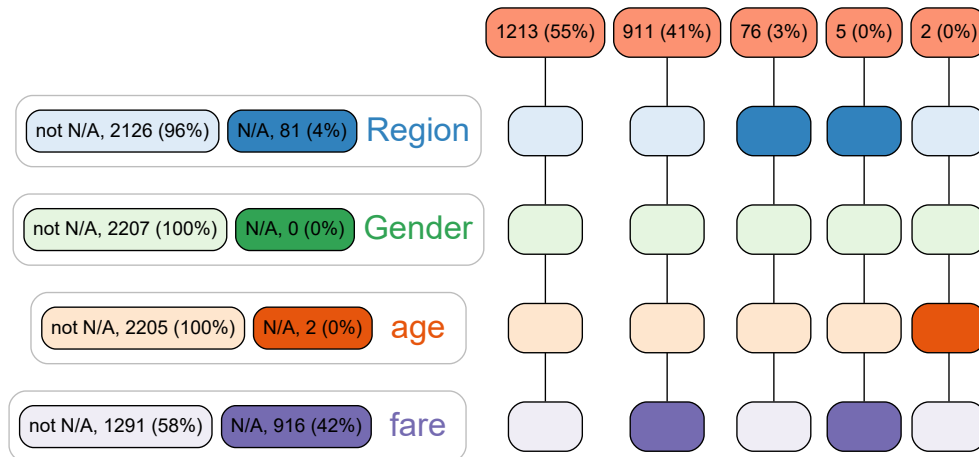 1213 (55%) 911 (41%) 76 (3%) 5 (0%) 2 (0%)
not N/A, 2126 (96%) N/A, 81 (4%) Region
not N/A, 2207 (100%) N/A, 0 (0%) Gender
not N/A, 2205 (100%) N/A, 2 (0%) age
not N/A, 1291 (58%) N/A, 916 (42%) fare